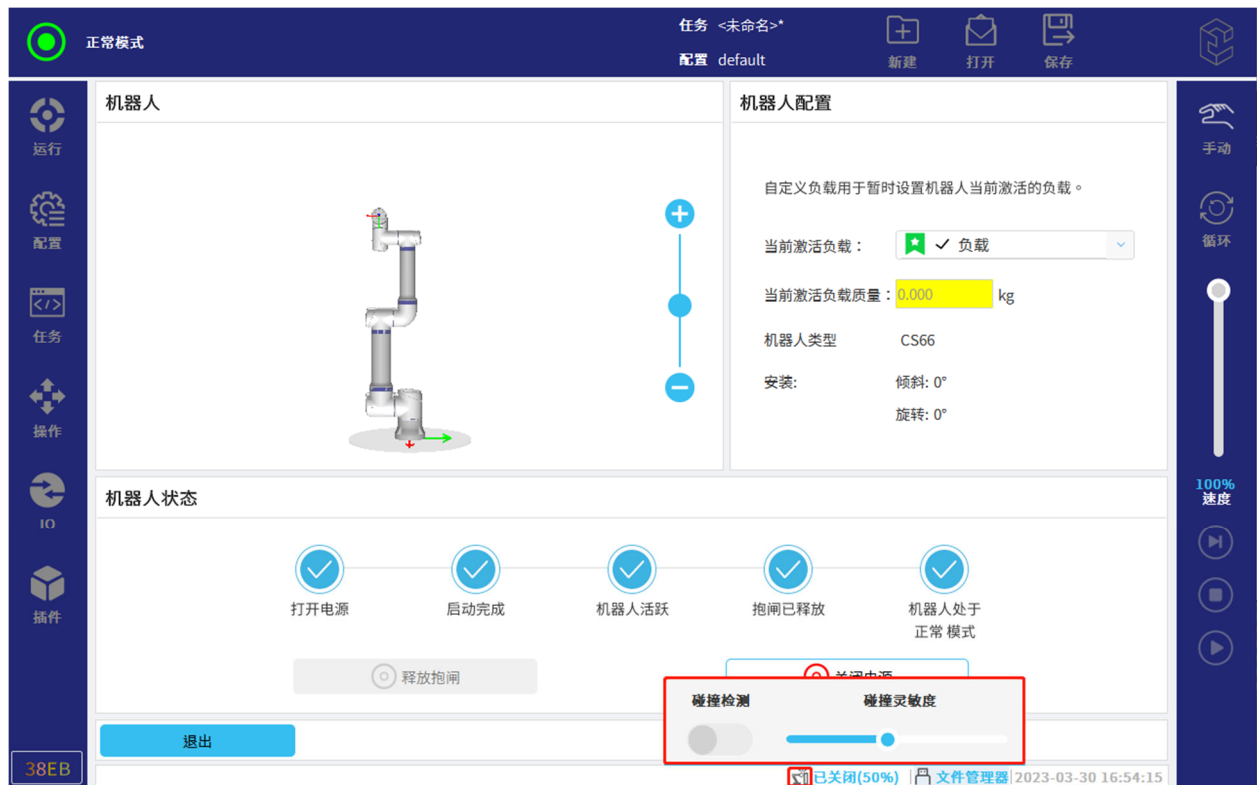 正常模式
任务 <未命名>*
配置 default
新建
打开
保存
运行
配置
任务
操作
IO
插件
38EB
机器人
机器人配置
自定义负载用于暂时设置机器人当前激活的负载。
当前激活负载： 负载
当前激活负载质量：0.000 kg
机器人类型 CS66
安装: 倾斜: 0°
旋转: 0°
机器人状态
打开电源
启动完成
机器人活跃
抱闸已释放
机器人处于
正常 模式
释放抱闸
关闭电源
碰撞检测
碰撞灵敏度
退出
已关闭(50%)
文件管理器
2023-03-30 16:54:15
手动
循环
100%
速度